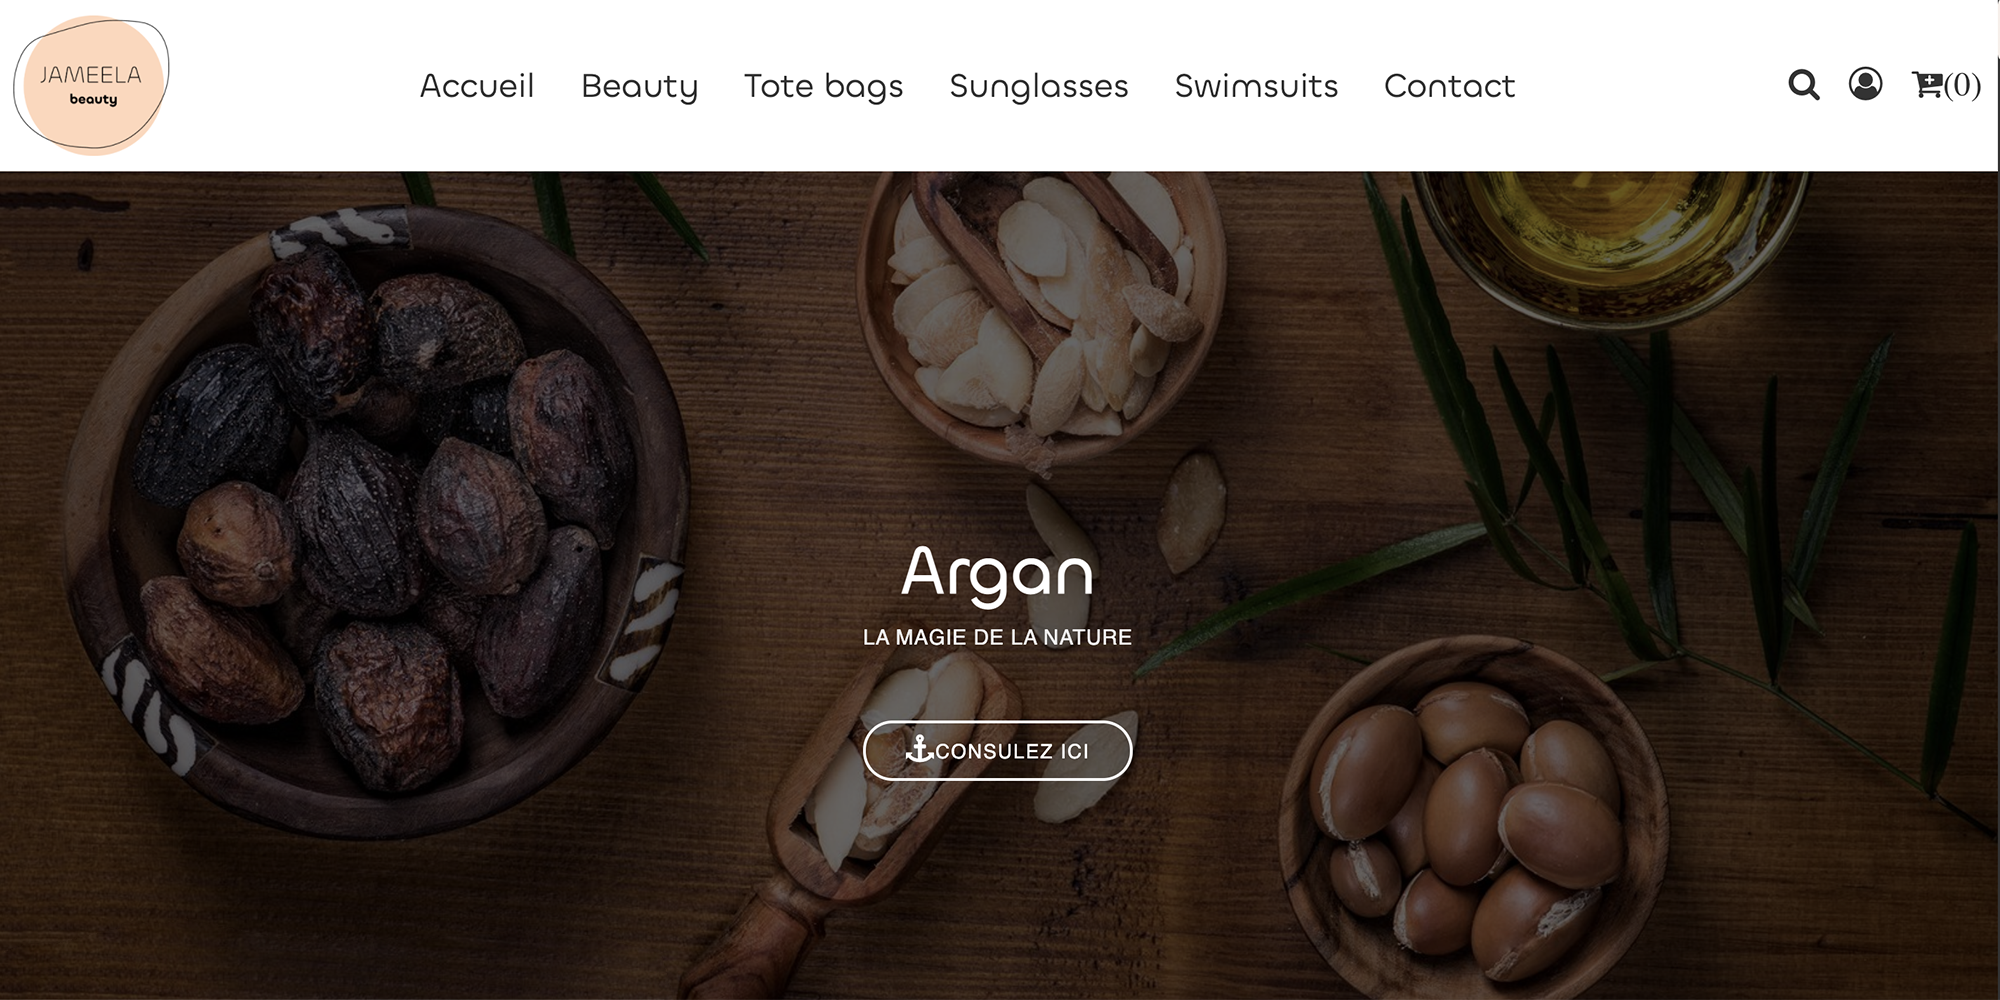 JAMEELA
beauty
Accueil Beauty Tote bags Sunglasses Swimsuits Contact (0)
Argan
LA MAGIE DE LA NATURE
CONSULEZ ICI